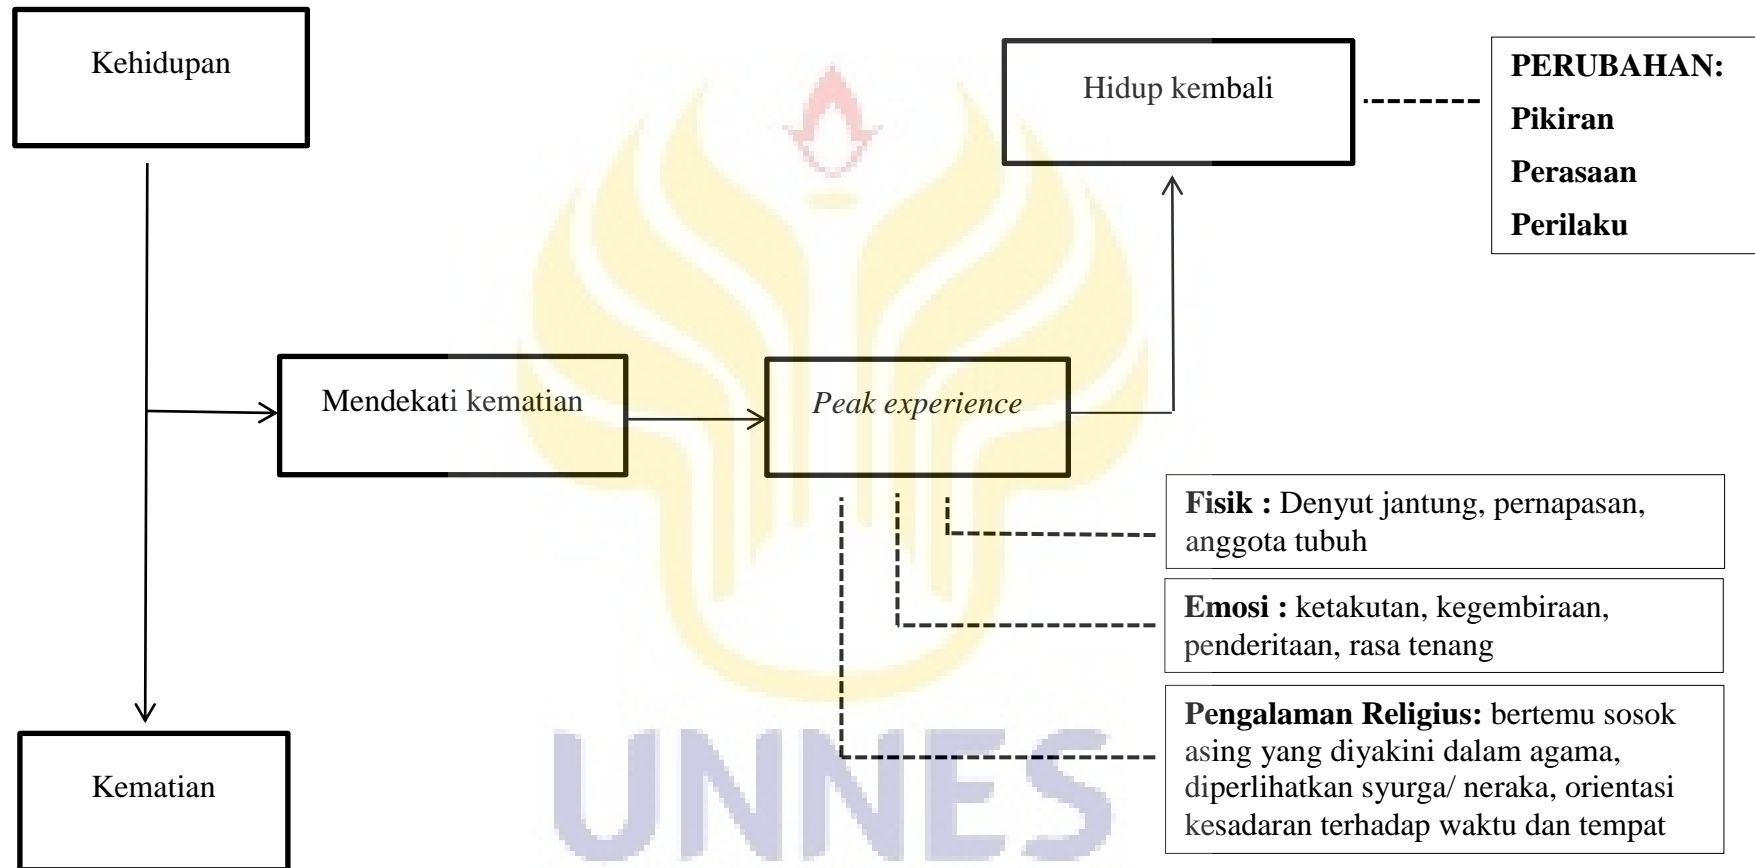 Kehidupan
Hidup kembali
PERUBAHAN:
Pikiran
Perasaan
Perilaku
Mendekati kematian
Peak experience
Fisik : Denyut jantung, pernapasan,
anggota tubuh
Emosi : ketakutan, kegembiraan,
penderitaan, rasa tenang
Pengalaman Religius: bertemu sosok
asing yang diyakini dalam agama,
diperlihatkan syurga/ neraka, orientasi
kesadaran terhadap waktu dan tempat
Kematian
UNNES